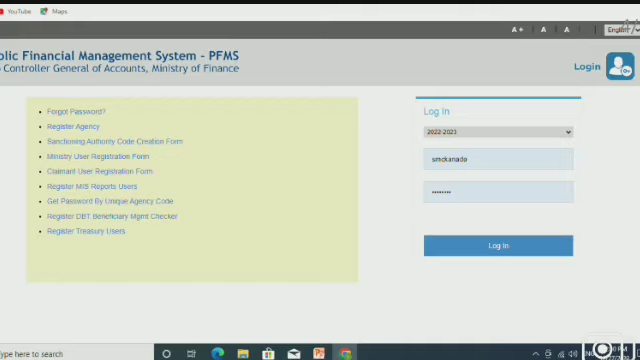 YouTube Maps
A+ A A English
Public Financial Management System - PFMS
Controller General of Accounts, Ministry of Finance
Login
Forgot Password?
Register Agency
Sanctioning Authority Code Creation Form
Ministry User Registration Form
Claimant User Registration Form
Register MIS Reports Users
Get Password By Unique Agency Code
Register DBT Beneficiary Mgmt Checker
Register Treasury Users
Log In
2022-2023
smckanade
••••••••
Log In
Type here to search
PM